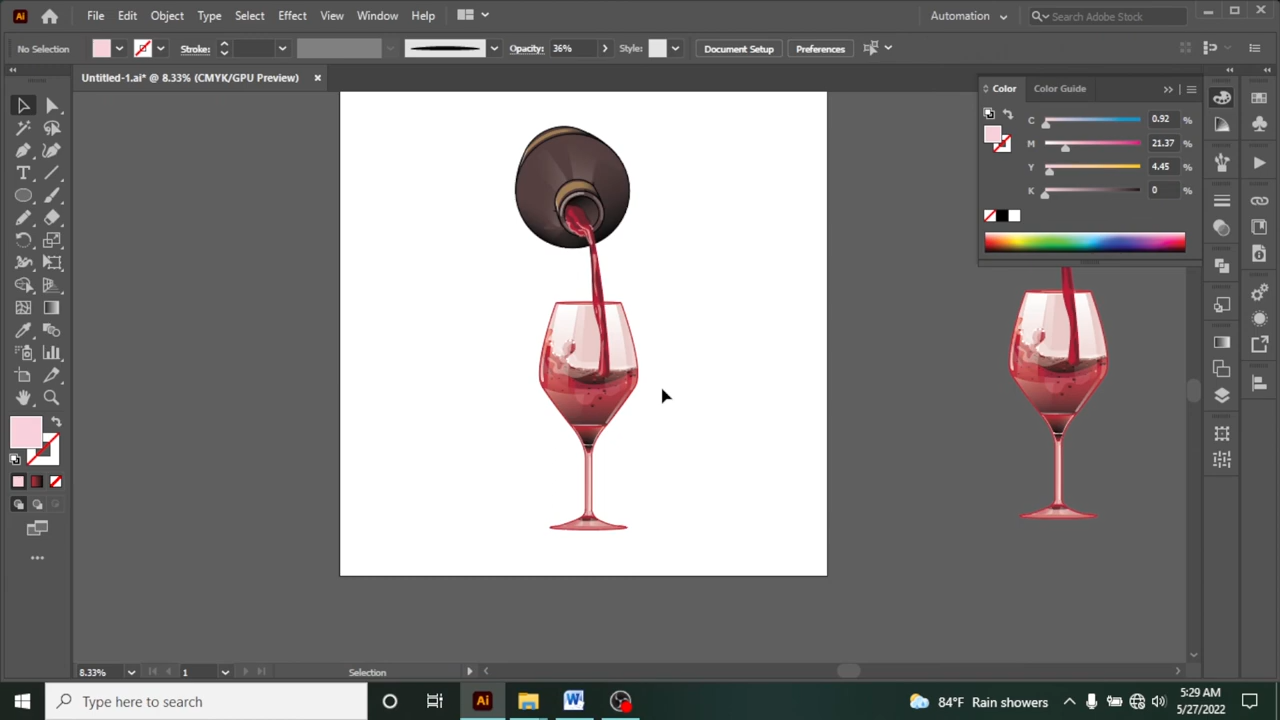 Ai File Edit Object Type Select Effect View Window Help Automation Search Adobe Stock
No Selection Stroke: Opacity: 36% Style: Document Setup Preferences
Untitled-1.ai* @ 8.33% (CMYK/GPU Preview) ×
Color Color Guide
C 0.92 %
M 21.37 %
Y 4.45 %
K 0 %
8.33% 1 Selection
Type here to search Ai W 84°F Rain showers 5:29 AM
5/27/2022